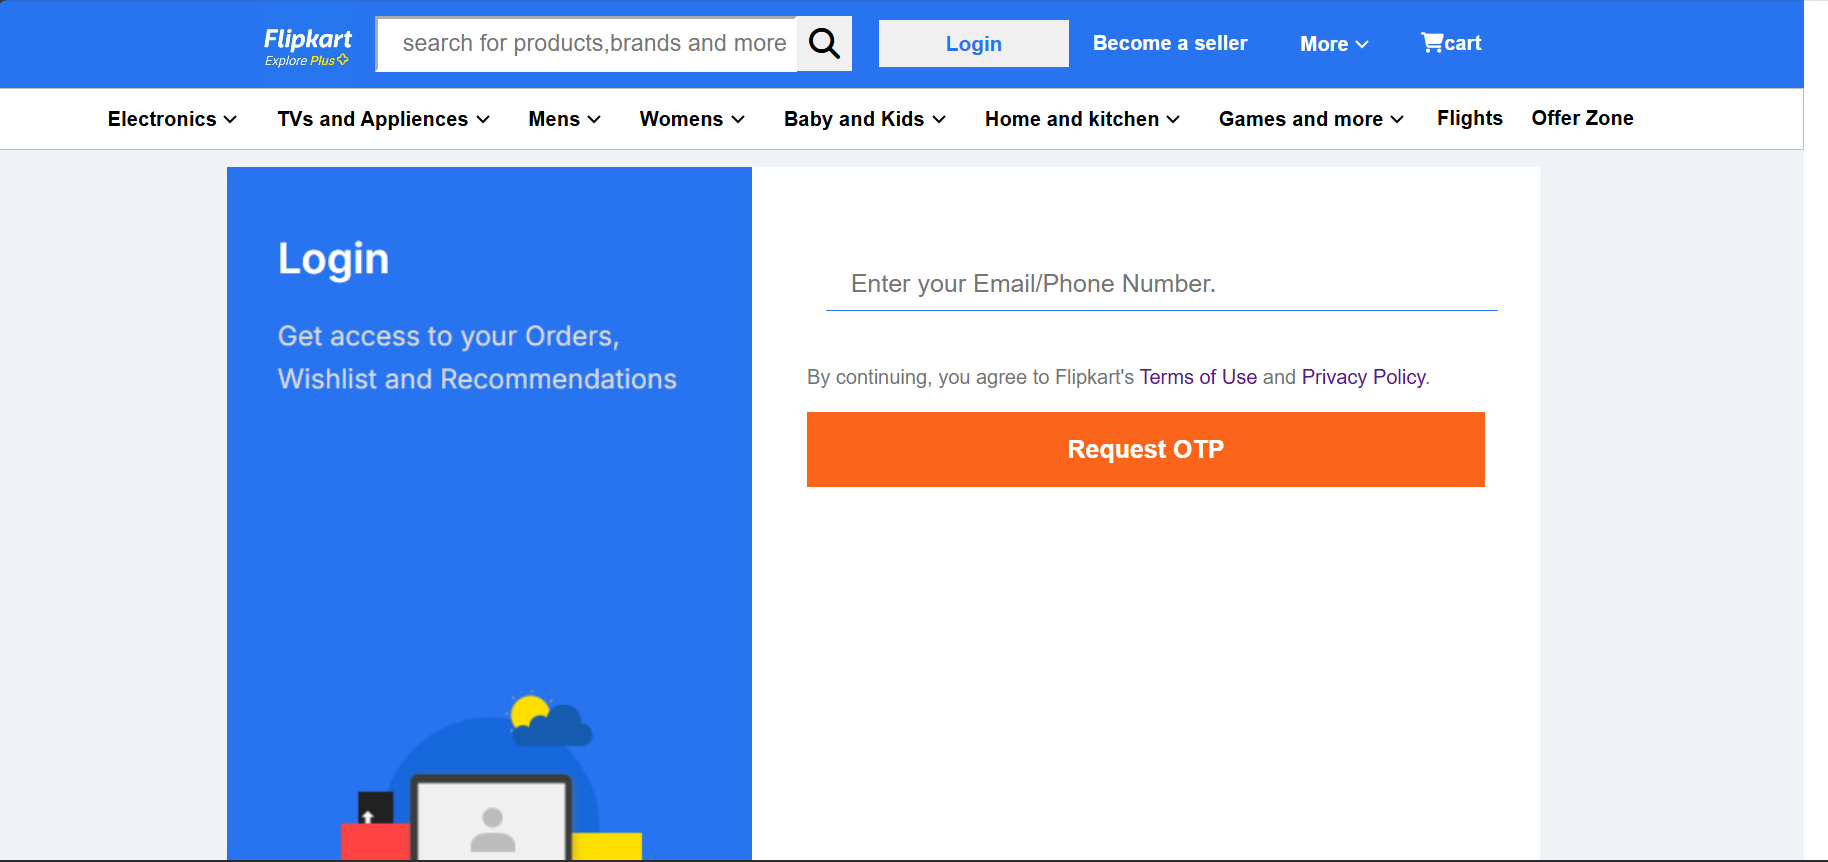 Flipkart
Explore Plus
search for products,brands and more
Login
Become a seller
More
cart
Electronics
TVs and Appliences
Mens
Womens
Baby and Kids
Home and kitchen
Games and more
Flights
Offer Zone
Login
Get access to your Orders,
Wishlist and Recommendations
Enter your Email/Phone Number.
By continuing, you agree to Flipkart's Terms of Use and Privacy Policy.
Request OTP